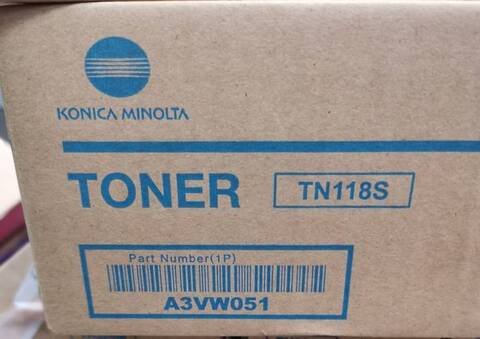 KONICA MINOLTA
TONER TN118S
Part Number(1P)
A3VW051